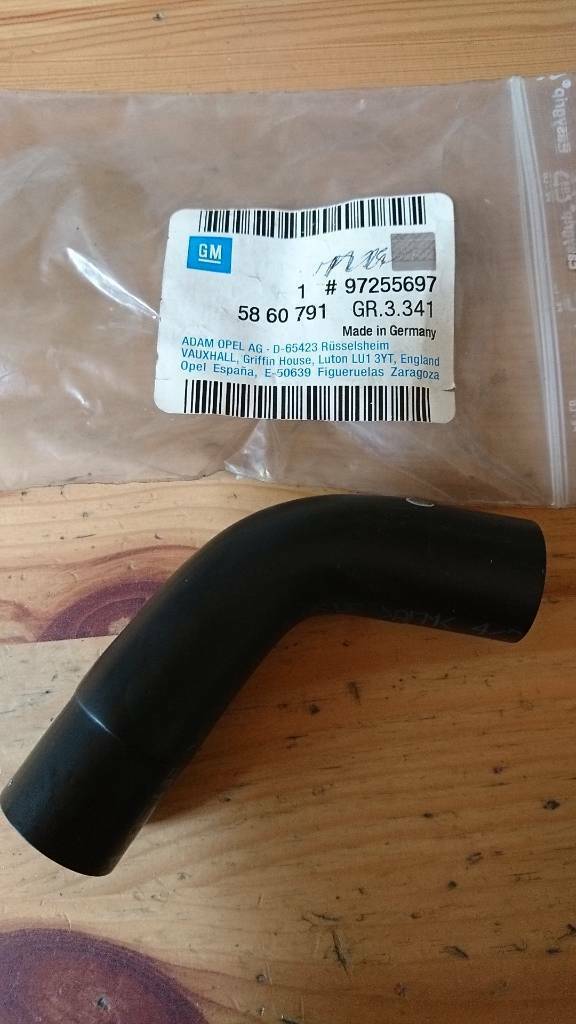 GM
1 # 97255697
58 60 791 GR.3.341
Made in Germany
ADAM OPEL AG - D-65423 Rüsselsheim
VAUXHALL, Griffin House, Luton LU1 3YT, England
Opel España, E-50639 Figueruelas Zaragoza
Easygrip